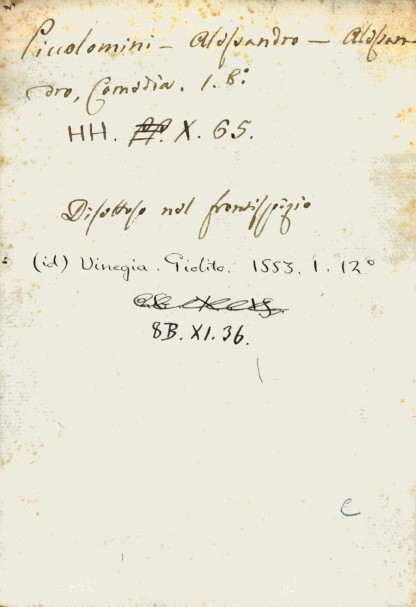 Piccolomini - Alessandro - Alessan
dro, Comedia. 1. 8.°
HH. X. 65.
Difettoso nel frontispizio
(id) Vinegia. Giolito. 1553. 1. 12°
8B. XI. 36.
C